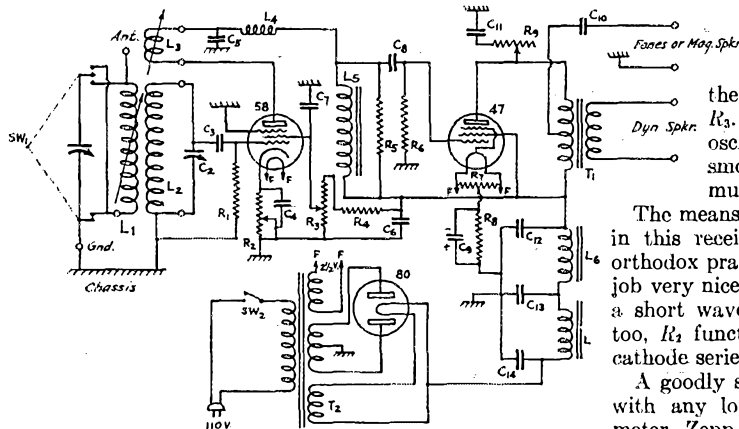 Ant.
L3
C5
L4
58
C7
L5
C8
C11
R9
47
C10
Fones or Mag. Spkr.
Dyn Spkr.
T1
SW1
L1
L2
C2
C3
R1
F F
C4
R2
R3
R4
C6
R5
R6
F R7 F
R8
C9
C12
L6
C13
L
C14
Gnd.
Chassis
SW2
110V
F 2½V. F
T2
80
the
R3.
osc
smo
mu
The means
in this recei
orthodox pra
job very nice
a short wave
too, R2 funct
cathode serie
A goodly s
with any lo
meter Zepp